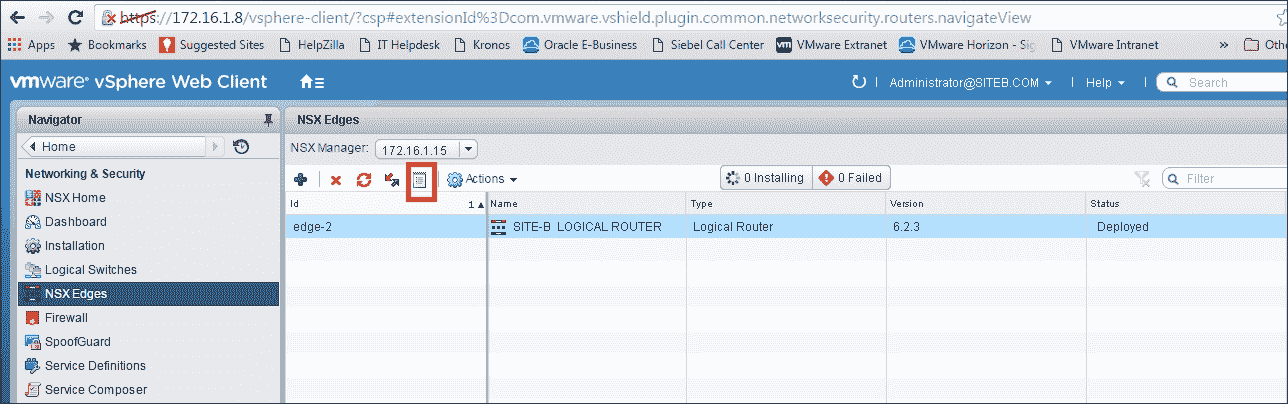 https://172.16.1.8/vsphere-client/?csp#extensionId%3Dcom.vmware.vshield.plugin.common.networksecurity.routers.navigateView
Apps Bookmarks Suggested Sites HelpZilla IT Helpdesk Kronos Oracle E-Business Siebel Call Center VMware Extranet VMware Horizon - Sig VMware Intranet » Othe
vmware® vSphere Web Client Administrator@SITEB.COM Help Search
Navigator
Home
Networking & Security
NSX Home
Dashboard
Installation
Logical Switches
NSX Edges
Firewall
SpoofGuard
Service Definitions
Service Composer
NSX Edges
NSX Manager: 172.16.1.15
Actions 0 Installing 0 Failed Filter
Id 1 ▲ Name Type Version Status
edge-2 SITE-B LOGICAL ROUTER Logical Router 6.2.3 Deployed